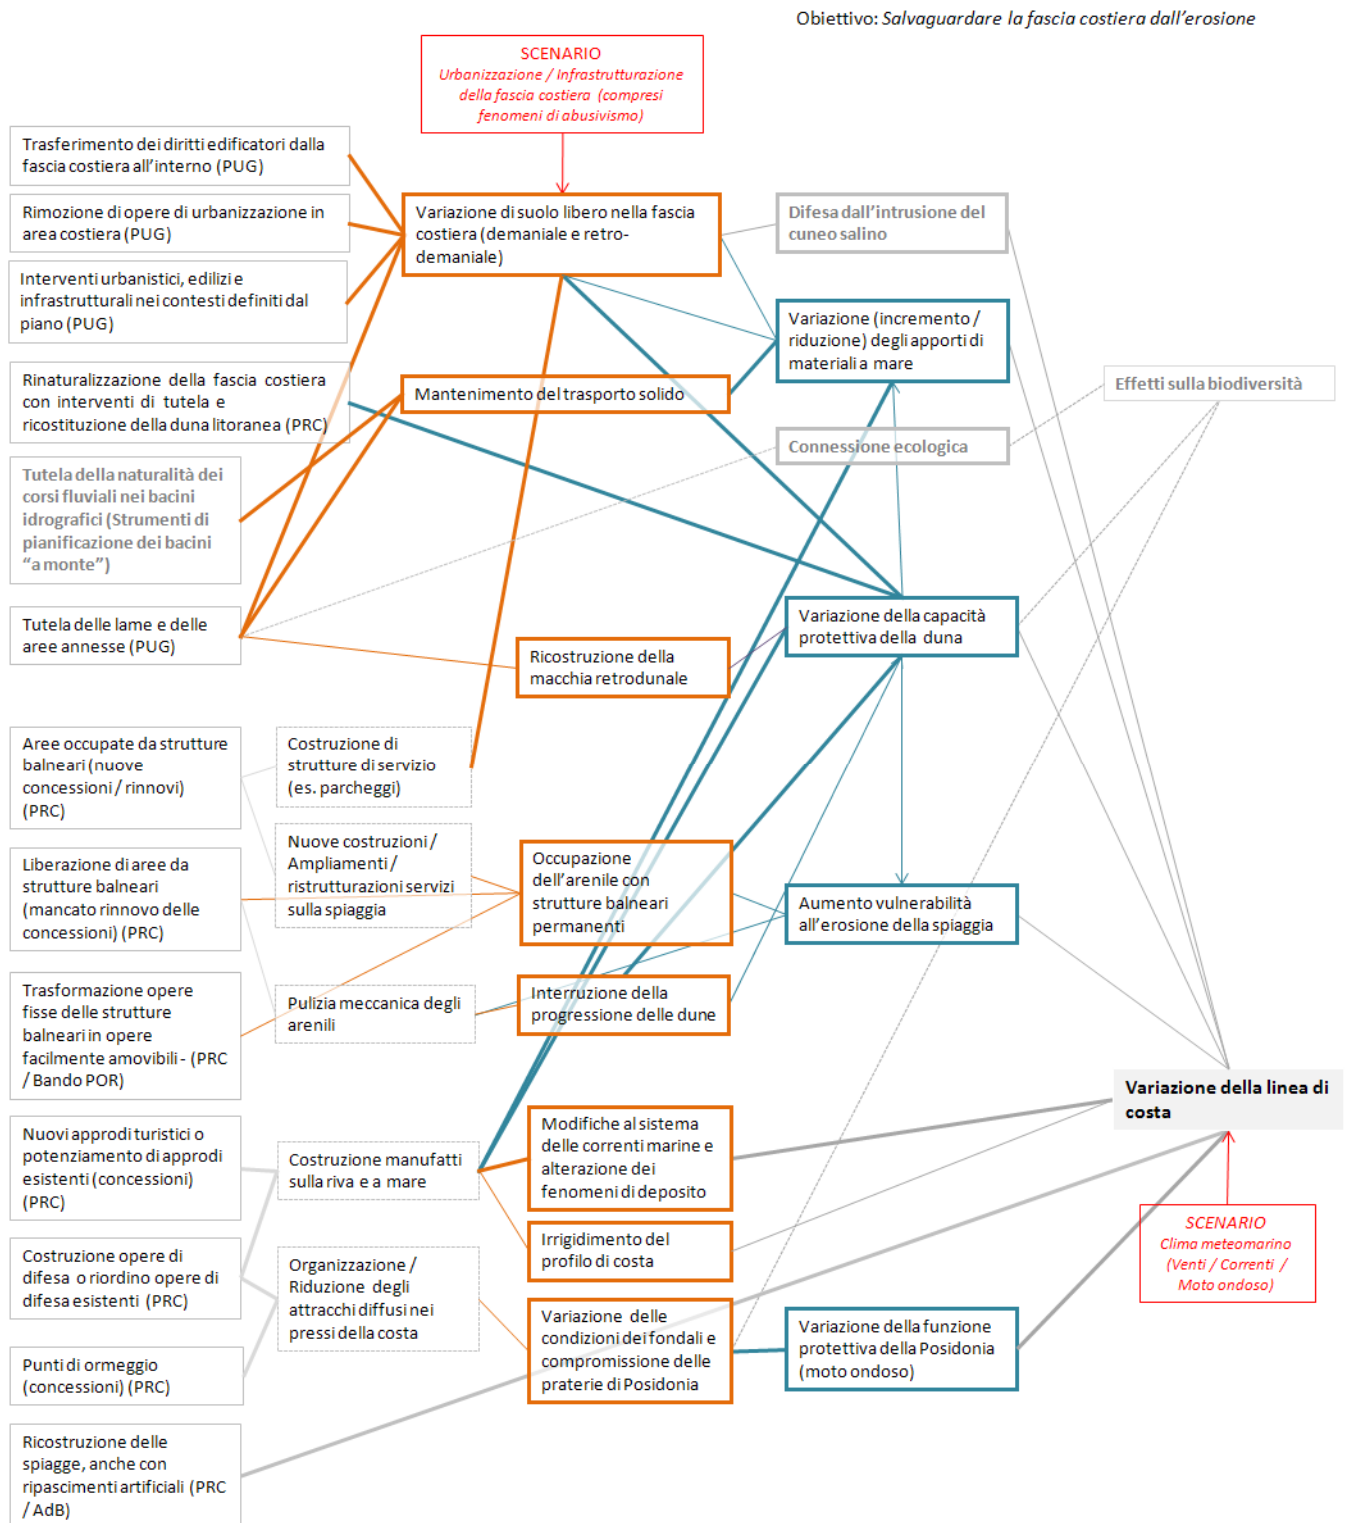 Obiettivo: Salvaguardare la fascia costiera dall'erosione
SCENARIO
Urbanizzazione / Infrastrutturazione
della fascia costiera (compresi
fenomeni di abusivismo)
Trasferimento dei diritti edificatori dalla
fascia costiera all'interno (PUG)
Rimozione di opere di urbanizzazione in
area costiera (PUG)
Interventi urbanistici, edilizi e
infrastrutturali nei contesti definiti dal
piano (PUG)
Rinaturalizzazione della fascia costiera
con interventi di tutela e
ricostituzione della duna litoranea (PRC)
Tutela della naturalità dei
corsi fluviali nei bacini
idrografici (Strumenti di
pianificazione dei bacini
“a monte”)
Tutela delle lame e delle
aree annesse (PUG)
Aree occupate da strutture
balneari (nuove
concessioni / rinnovi)
(PRC)
Liberazione di aree da
strutture balneari
(mancato rinnovo delle
concessioni) (PRC)
Trasformazione opere
fisse delle strutture
balneari in opere
facilmente amovibili - (PRC
/ Bando POR)
Nuovi approdi turistici o
potenziamento di approdi
esistenti (concessioni)
(PRC)
Costruzione opere di
difesa o riordino opere di
difesa esistenti (PRC)
Punti di ormeggio
(concessioni) (PRC)
Ricostruzione delle
spiagge, anche con
ripascimenti artificiali (PRC
/ AdB)
Costruzione di
strutture di servizio
(es. parcheggi)
Nuove costruzioni /
Ampliamenti /
ristrutturazioni servizi
sulla spiaggia
Pulizia meccanica degli
arenili
Costruzione manufatti
sulla riva e a mare
Organizzazione /
Riduzione degli
attracchi diffusi nei
pressi della costa
Variazione di suolo libero nella fascia
costiera (demaniale e retro-
demaniale)
Mantenimento del trasporto solido
Ricostruzione della
macchia retrodunale
Occupazione
dell'arenile con
strutture balneari
permanenti
Interruzione della
progressione delle dune
Modifiche al sistema
delle correnti marine e
alterazione dei
fenomeni di deposito
Irrigidimento del
profilo di costa
Variazione delle
condizioni dei fondali e
compromissione delle
praterie di Posidonia
Difesa dall'intrusione del
cuneo salino
Variazione (incremento /
riduzione) degli apporti di
materiali a mare
Connessione ecologica
Variazione della capacità
protettiva della duna
Aumento vulnerabilità
all'erosione della spiaggia
Variazione della funzione
protettiva della Posidonia
(moto ondoso)
Effetti sulla biodiversità
Variazione della linea di
costa
SCENARIO
Clima meteomarino
(Venti / Correnti /
Moto ondoso)